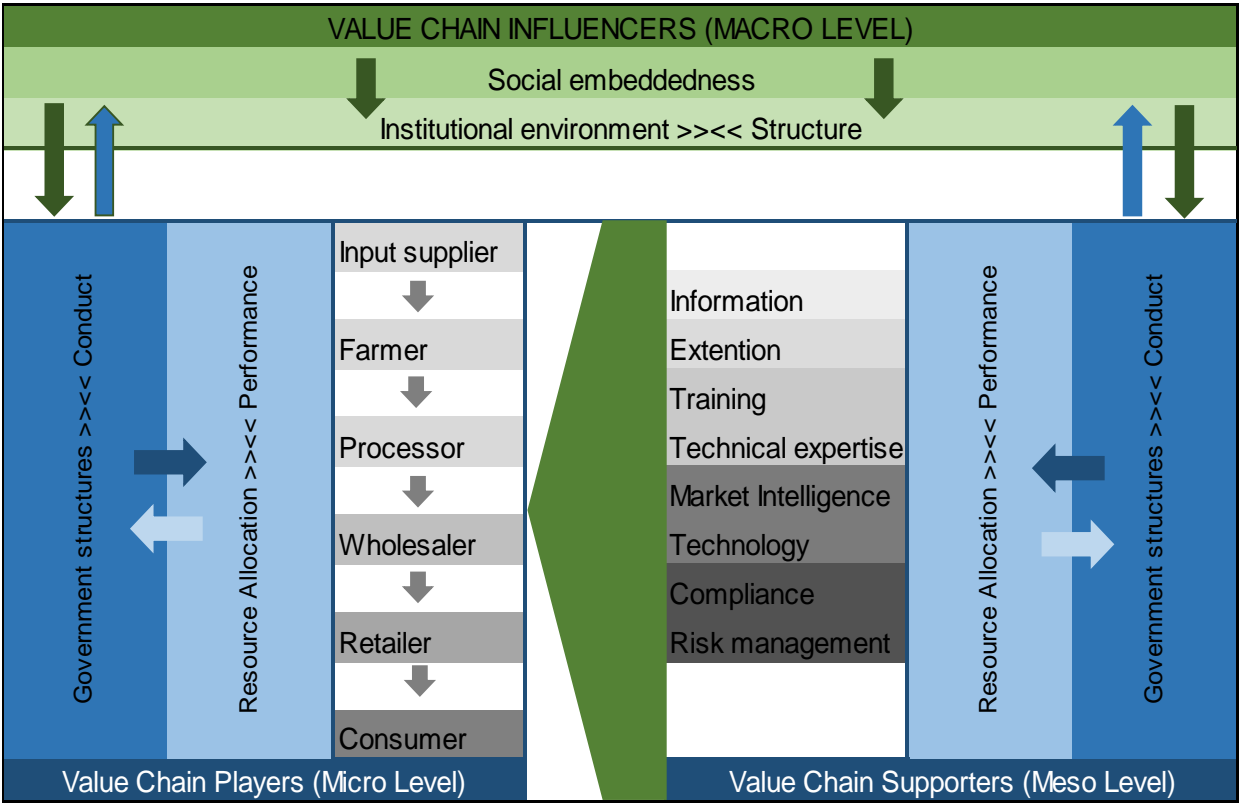 VALUE CHAIN INFLUENCERS (MACRO LEVEL)
Social embeddedness
Institutional environment >><< Structure
Government structures >><< Conduct
Resource Allocation >><< Performance
Input supplier
Farmer
Processor
Wholesaler
Retailer
Consumer
Value Chain Players (Micro Level)
Information
Extention
Training
Technical expertise
Market Intelligence
Technology
Compliance
Risk management
Resource Allocation >><< Performance
Government structures >><< Conduct
Value Chain Supporters (Meso Level)